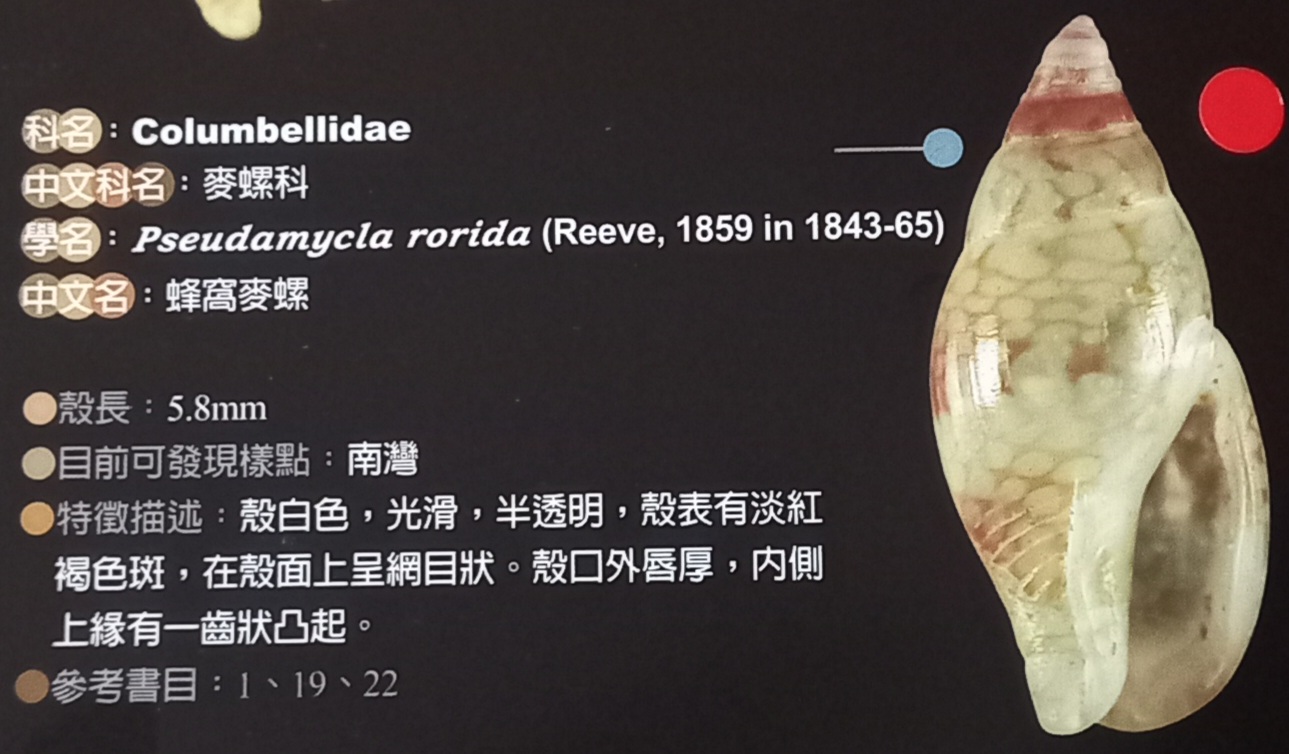 科名：Columbellidae
中文科名：麥螺科
學名：Pseudamycla rorida (Reeve, 1859 in 1843-65)
中文名：蜂窩麥螺
殼長：5.8mm
目前可發現樣點：南灣
特徵描述：殼白色，光滑，半透明，殼表有淡紅
褐色斑，在殼面上呈網目狀。殼口外唇厚，內側
上緣有一齒狀凸起。
參考書目：1、19、22